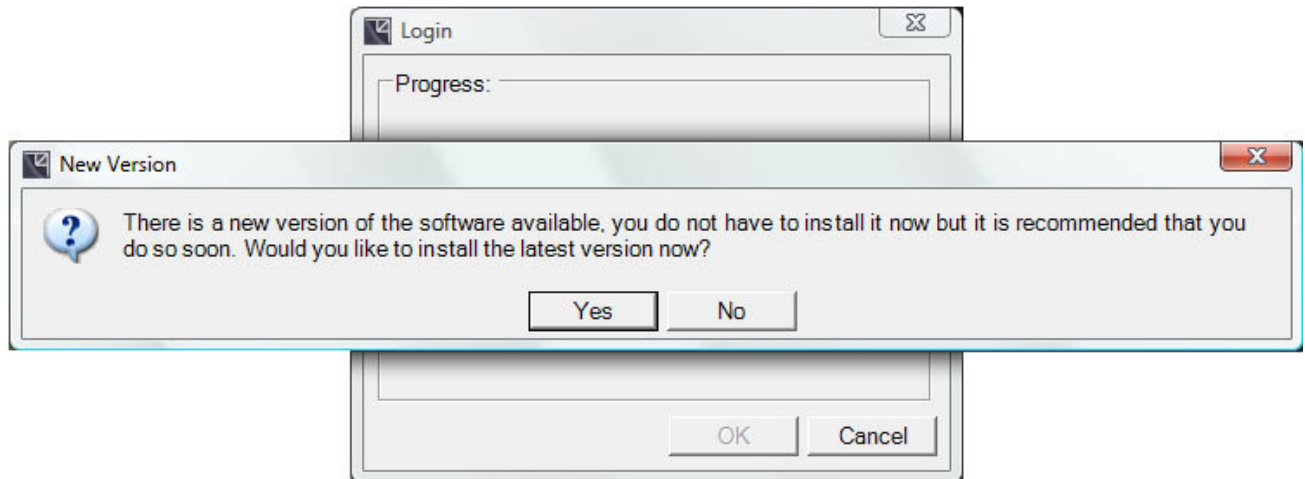 Login
Progress:
New Version
There is a new version of the software available, you do not have to install it now but it is recommended that you
do so soon. Would you like to install the latest version now?
Yes No
OK Cancel